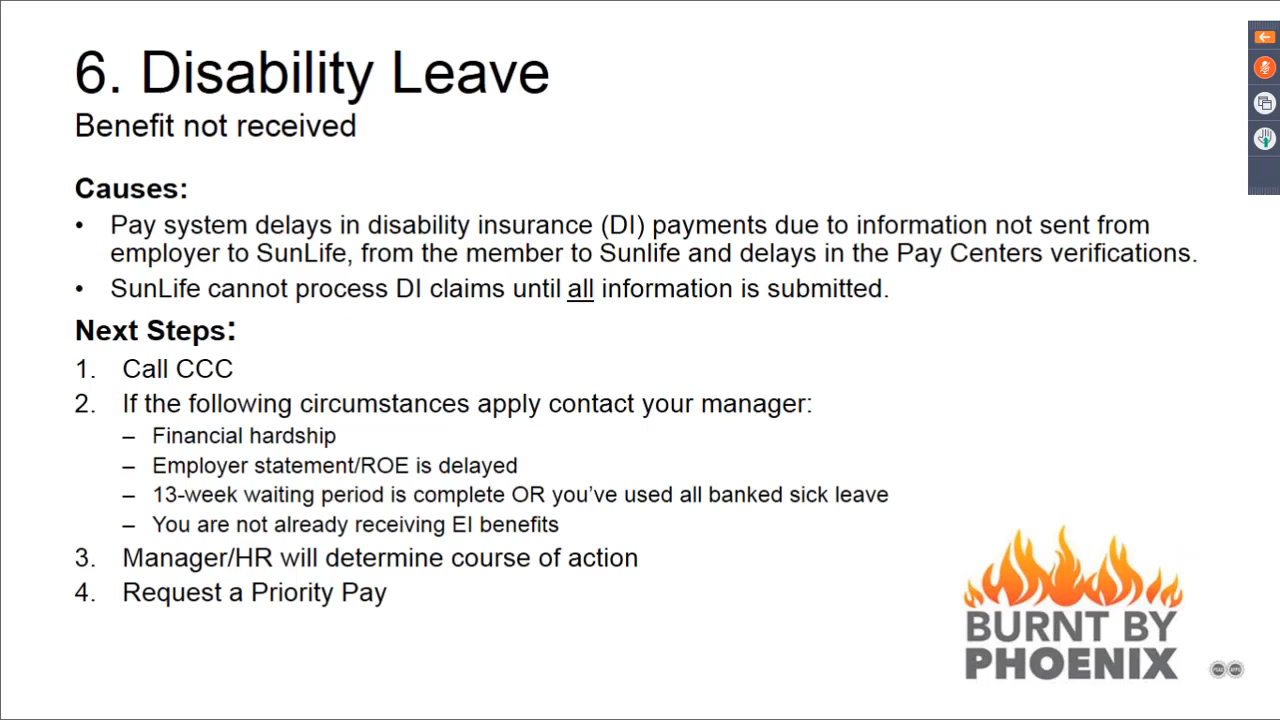 6. Disability Leave
Benefit not received
Causes:
• Pay system delays in disability insurance (DI) payments due to information not sent from
employer to SunLife, from the member to Sunlife and delays in the Pay Centers verifications.
• SunLife cannot process DI claims until all information is submitted.
Next Steps:
1. Call CCC
2. If the following circumstances apply contact your manager:
– Financial hardship
– Employer statement/ROE is delayed
– 13-week waiting period is complete OR you’ve used all banked sick leave
– You are not already receiving EI benefits
3. Manager/HR will determine course of action
4. Request a Priority Pay
BURNT BY
PHOENIX